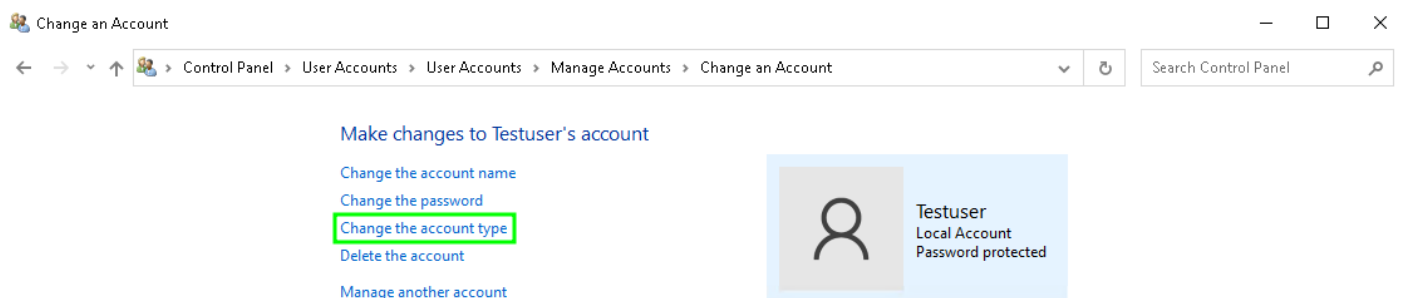 Change an Account
Control Panel > User Accounts > User Accounts > Manage Accounts > Change an Account
Search Control Panel
Make changes to Testuser's account
Change the account name
Change the password
Change the account type
Delete the account
Manage another account
Testuser
Local Account
Password protected